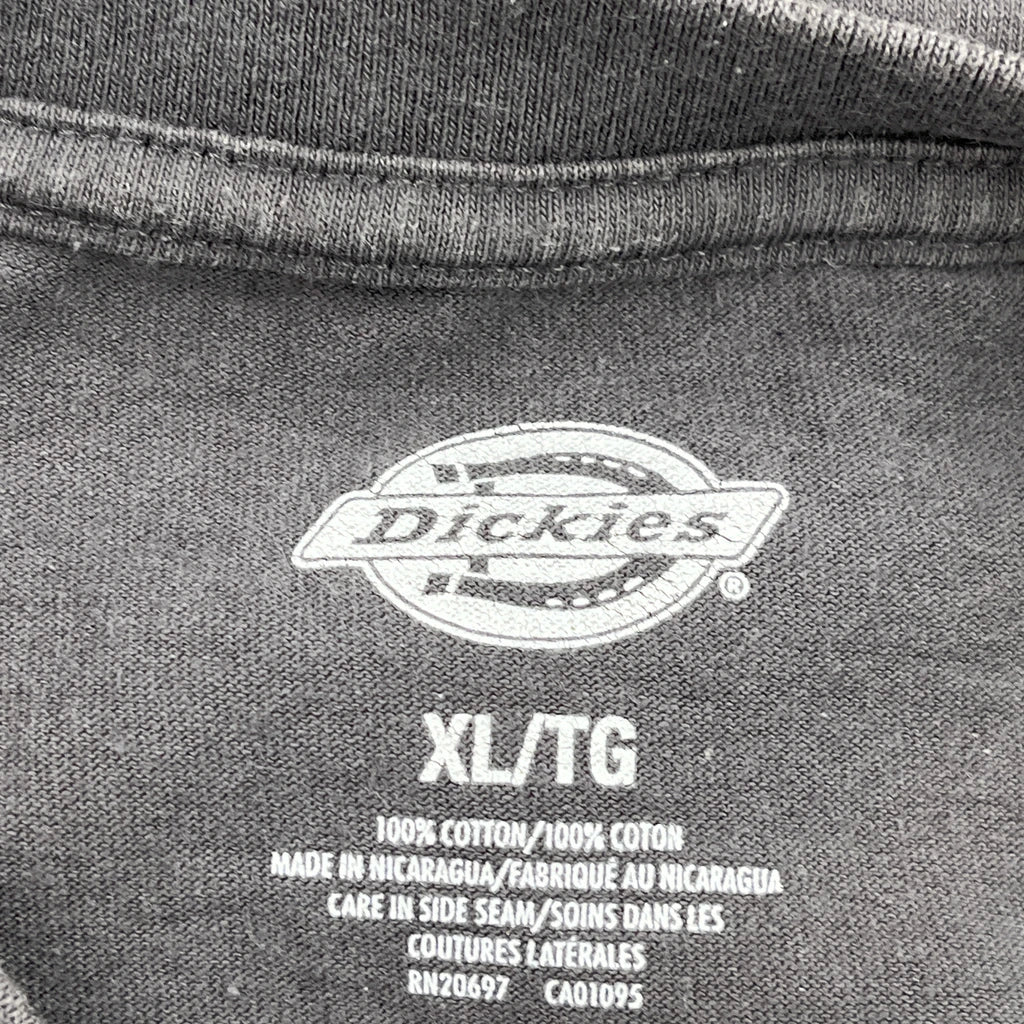 Dickies
®
XL/TG
100% COTTON/100% COTON
MADE IN NICARAGUA/FABRIQUÉ AU NICARAGUA
CARE IN SIDE SEAM/SOINS DANS LES
COUTURES LATÉRALES
RN20697 CA01095